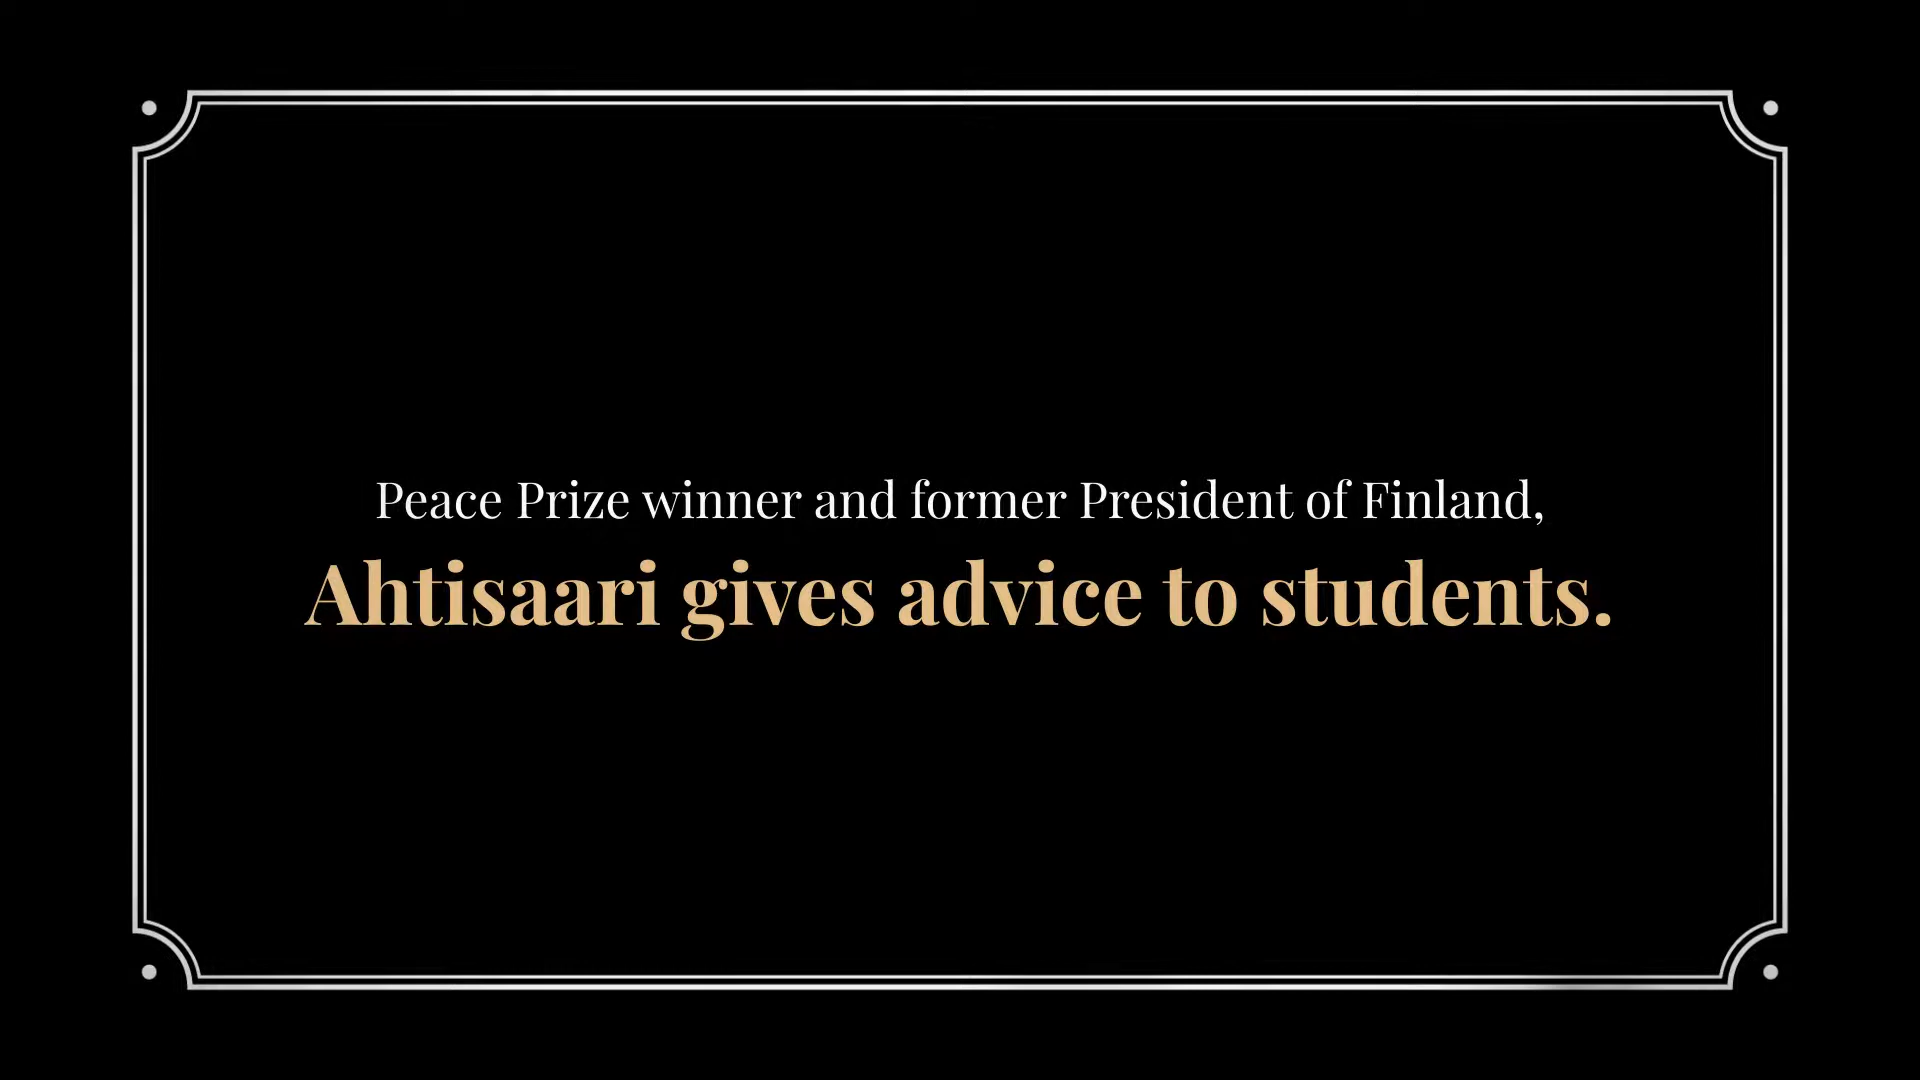 Peace Prize winner and former President of Finland,
Ahtisaari gives advice to students.